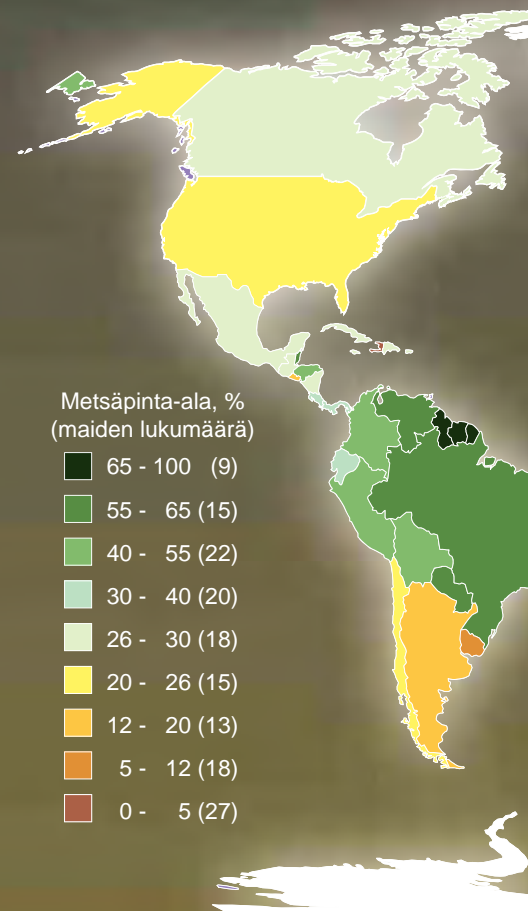 Metsäpinta-ala, %
(maiden lukumäärä)
65 - 100 (9)
55 - 65 (15)
40 - 55 (22)
30 - 40 (20)
26 - 30 (18)
20 - 26 (15)
12 - 20 (13)
5 - 12 (18)
0 - 5 (27)